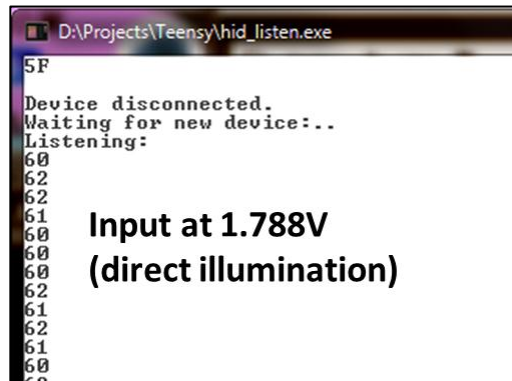 D:\Projects\Teensy\hid_listen.exe
5F
Device disconnected.
Waiting for new device:..
Listening:
60
62
62
61
60
60
60
62
61
62
61
60
Input at 1.788V
(direct illumination)